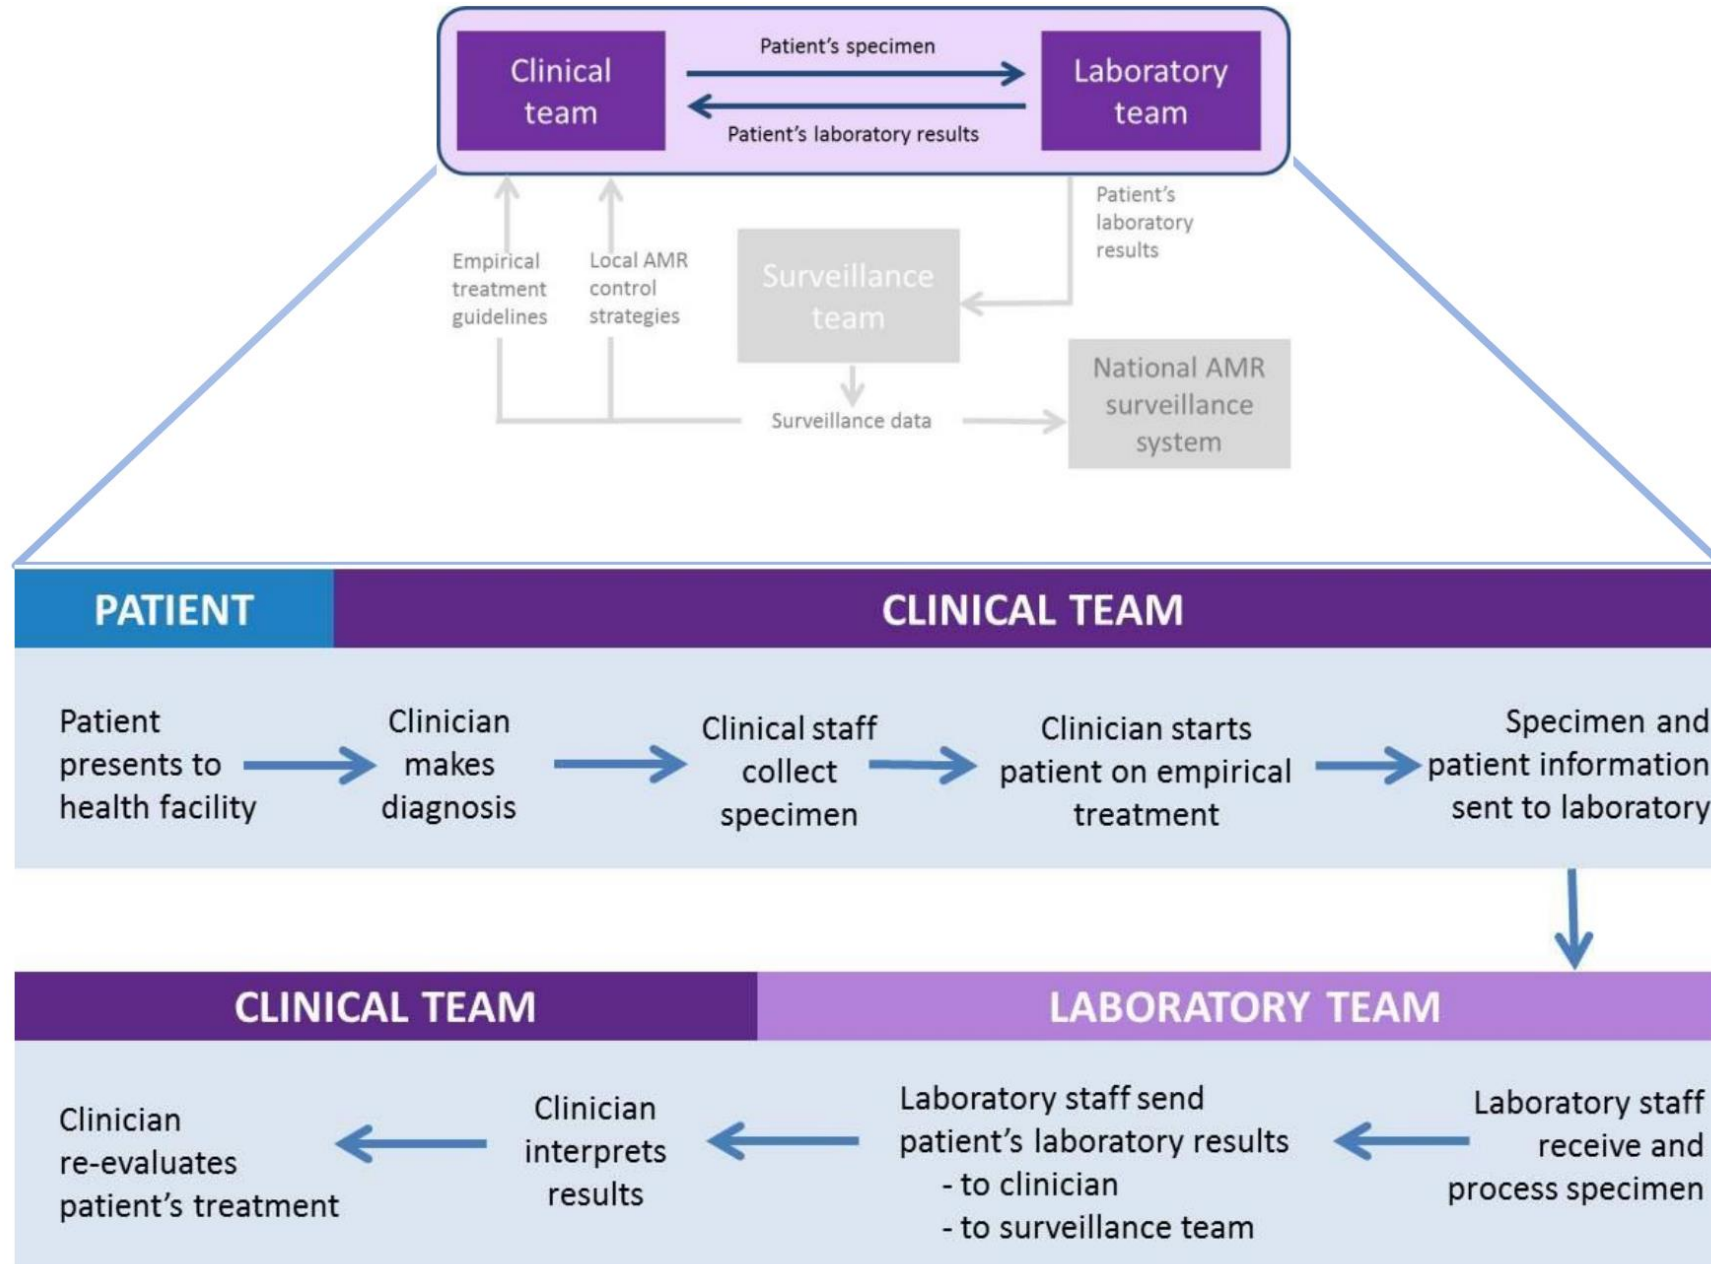 Clinical
team
Patient's specimen
Patient's laboratory results
Laboratory
team
Patient's
laboratory
results
Empirical
treatment
guidelines
Local AMR
control
strategies
Surveillance
team
Surveillance data
National AMR
surveillance
system
PATIENT
CLINICAL TEAM
Patient
presents to
health facility
Clinician
makes
diagnosis
Clinical staff
collect
specimen
Clinician starts
patient on empirical
treatment
Specimen and
patient information
sent to laboratory
CLINICAL TEAM
LABORATORY TEAM
Clinician
re-evaluates
patient's treatment
Clinician
interprets
results
Laboratory staff send
patient's laboratory results
- to clinician
- to surveillance team
Laboratory staff
receive and
process specimen